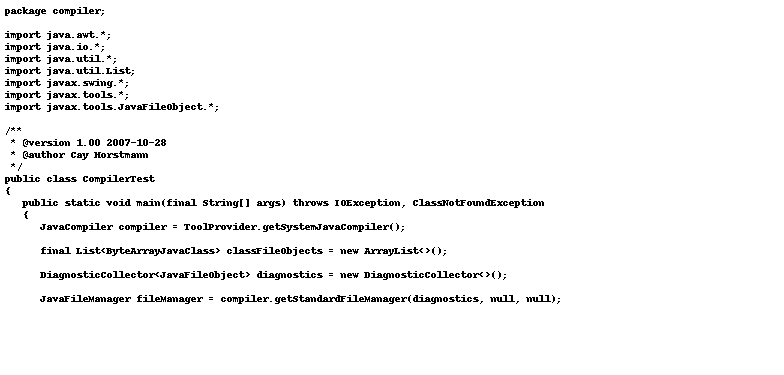 package compiler;

import java.awt.*;
import java.io.*;
import java.util.*;
import java.util.List;
import javax.swing.*;
import javax.tools.*;
import javax.tools.JavaFileObject.*;

/**
 * @version 1.00 2007-10-28
 * @author Cay Horstmann
 */
public class CompilerTest
{
   public static void main(final String[] args) throws IOException, ClassNotFoundException
   {
      JavaCompiler compiler = ToolProvider.getSystemJavaCompiler();

      final List<ByteArrayJavaClass> classFileObjects = new ArrayList<>();

      DiagnosticCollector<JavaFileObject> diagnostics = new DiagnosticCollector<>();

      JavaFileManager fileManager = compiler.getStandardFileManager(diagnostics, null, null);